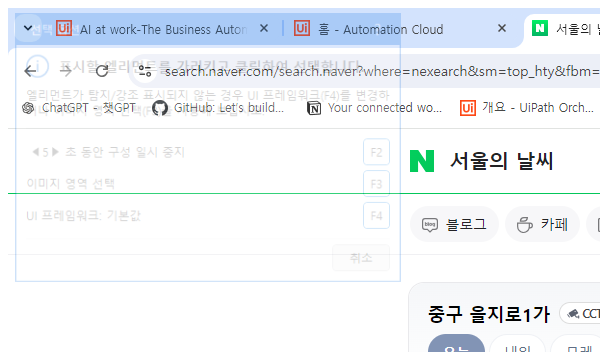 AI at work-The Business Autom
홈 - Automation Cloud
서울의 날씨
선택
표시할 엘리먼트를 가리키고 클릭하여 선택합니다.
search.naver.com/search.naver?where=nexearch&sm=top_hty&fbm=
엘리먼트가 탐지/강조 표시되지 않는 경우 UI 프레임워크(F4)를 변경하
ChatGPT - 챗GPT
GitHub: Let's build...
Your connected wo...
개요 - UiPath Orch...
N 서울의 날씨
5 초 동안 구성 일시 중지 F2
이미지 영역 선택 F3
UI 프레임워크: 기본값 F4
블로그
카페
취소
중구 을지로1가
CCT
오늘
내일
모레